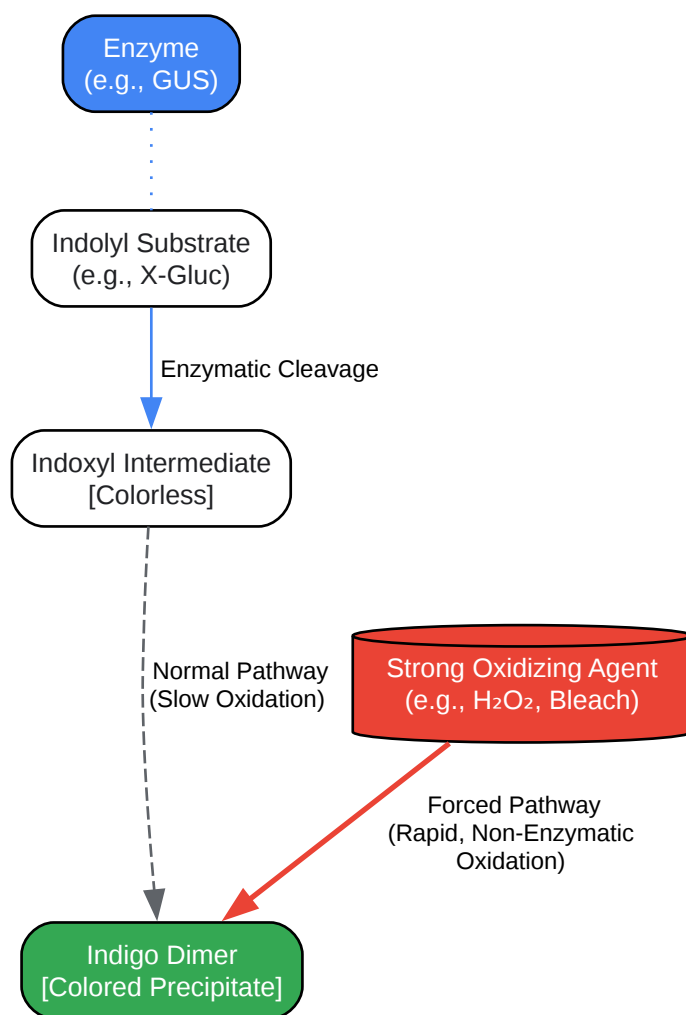 Enzyme
(e.g., GUS)
Indolyl Substrate
(e.g., X-Gluc)
Enzymatic Cleavage
Indoxyl Intermediate
[Colorless]
Normal Pathway
(Slow Oxidation)
Strong Oxidizing Agent
(e.g., H₂O₂, Bleach)
Forced Pathway
(Rapid, Non-Enzymatic
Oxidation)
Indigo Dimer
[Colored Precipitate]